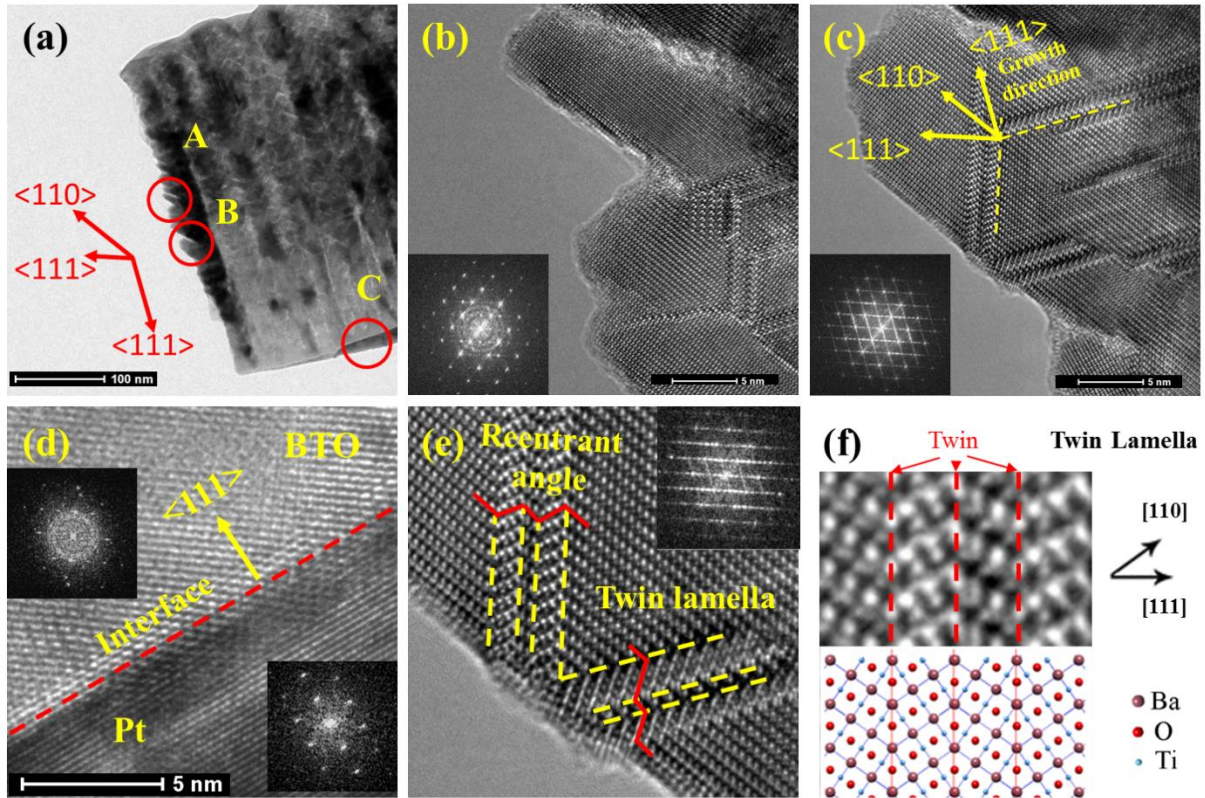 (a)
A
B
C
<110>
<111>
<111>
100 nm
(b)
5 nm
(c)
<111>
Growth
direction
<110>
<111>
5 nm
(d)
BTO
<111>
Interface
Pt
5 nm
(e)
Reentrant
angle
Twin lamella
(f)
Twin
Twin Lamella
[110]
[111]
Ba
O
Ti